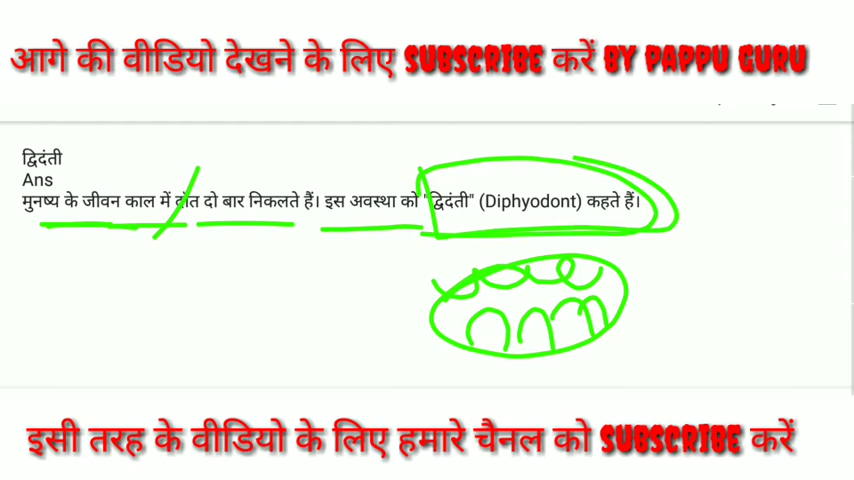 आगे की वीडियो देखने के लिए SUBSCRIBE करें BY PAPPU GURU
द्विदंती
Ans
मुनष्य के जीवन काल में दाँत दो बार निकलते हैं। इस अवस्था को "द्विदंती" (Diphyodont) कहते हैं।
इसी तरह के वीडियो के लिए हमारे चैनल को SUBSCRIBE करें